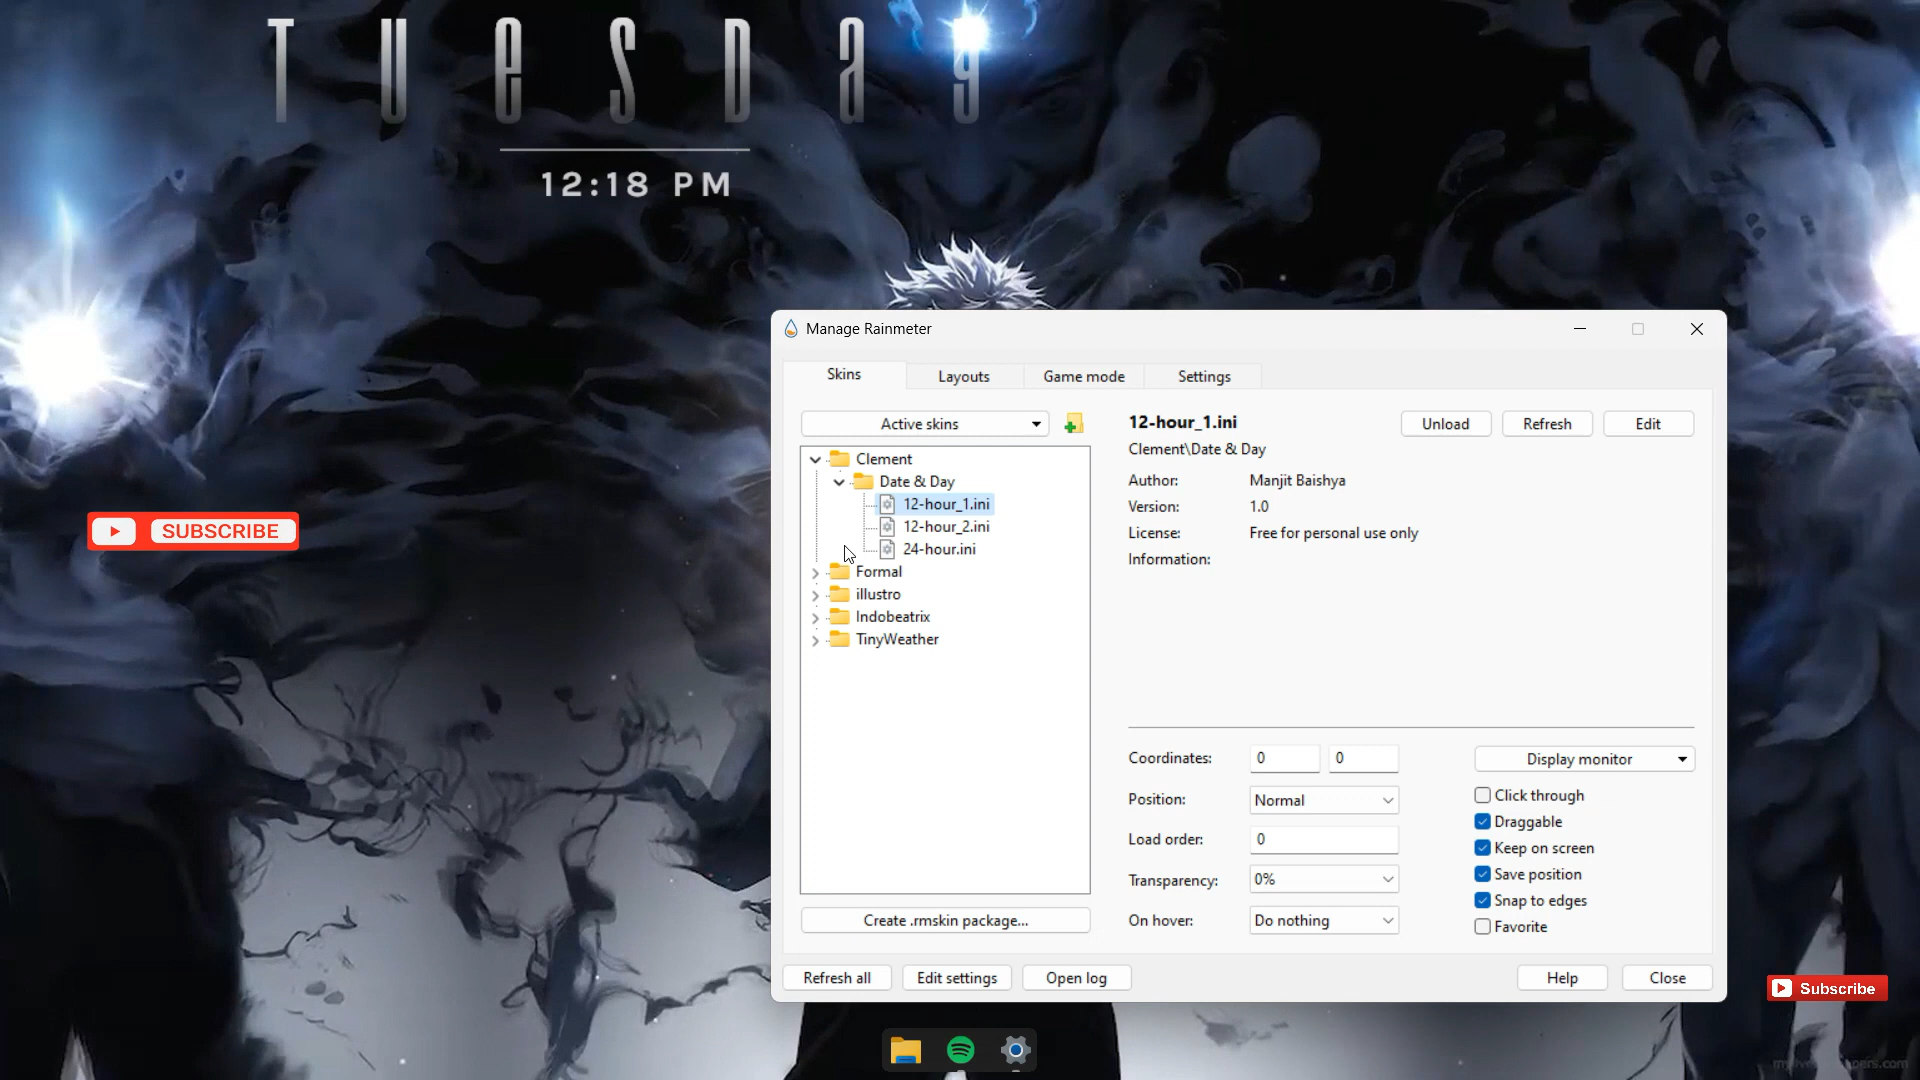 Tuesday
12:18 PM
Manage Rainmeter
Skins
Layouts
Game mode
Settings
Active skins
Clement
Date & Day
12-hour_1.ini
12-hour_2.ini
24-hour.ini
Formal
illustro
Indobeatrix
TinyWeather
Create .rmskin package...
12-hour_1.ini
Unload
Refresh
Edit
Clement\Date & Day
Author: Manjit Baishya
Version: 1.0
License: Free for personal use only
Information:
Coordinates: 0 0
Position: Normal
Load order: 0
Transparency: 0%
On hover: Do nothing
Display monitor
Click through
Draggable
Keep on screen
Save position
Snap to edges
Favorite
Refresh all
Edit settings
Open log
Help
Close
SUBSCRIBE
Subscribe